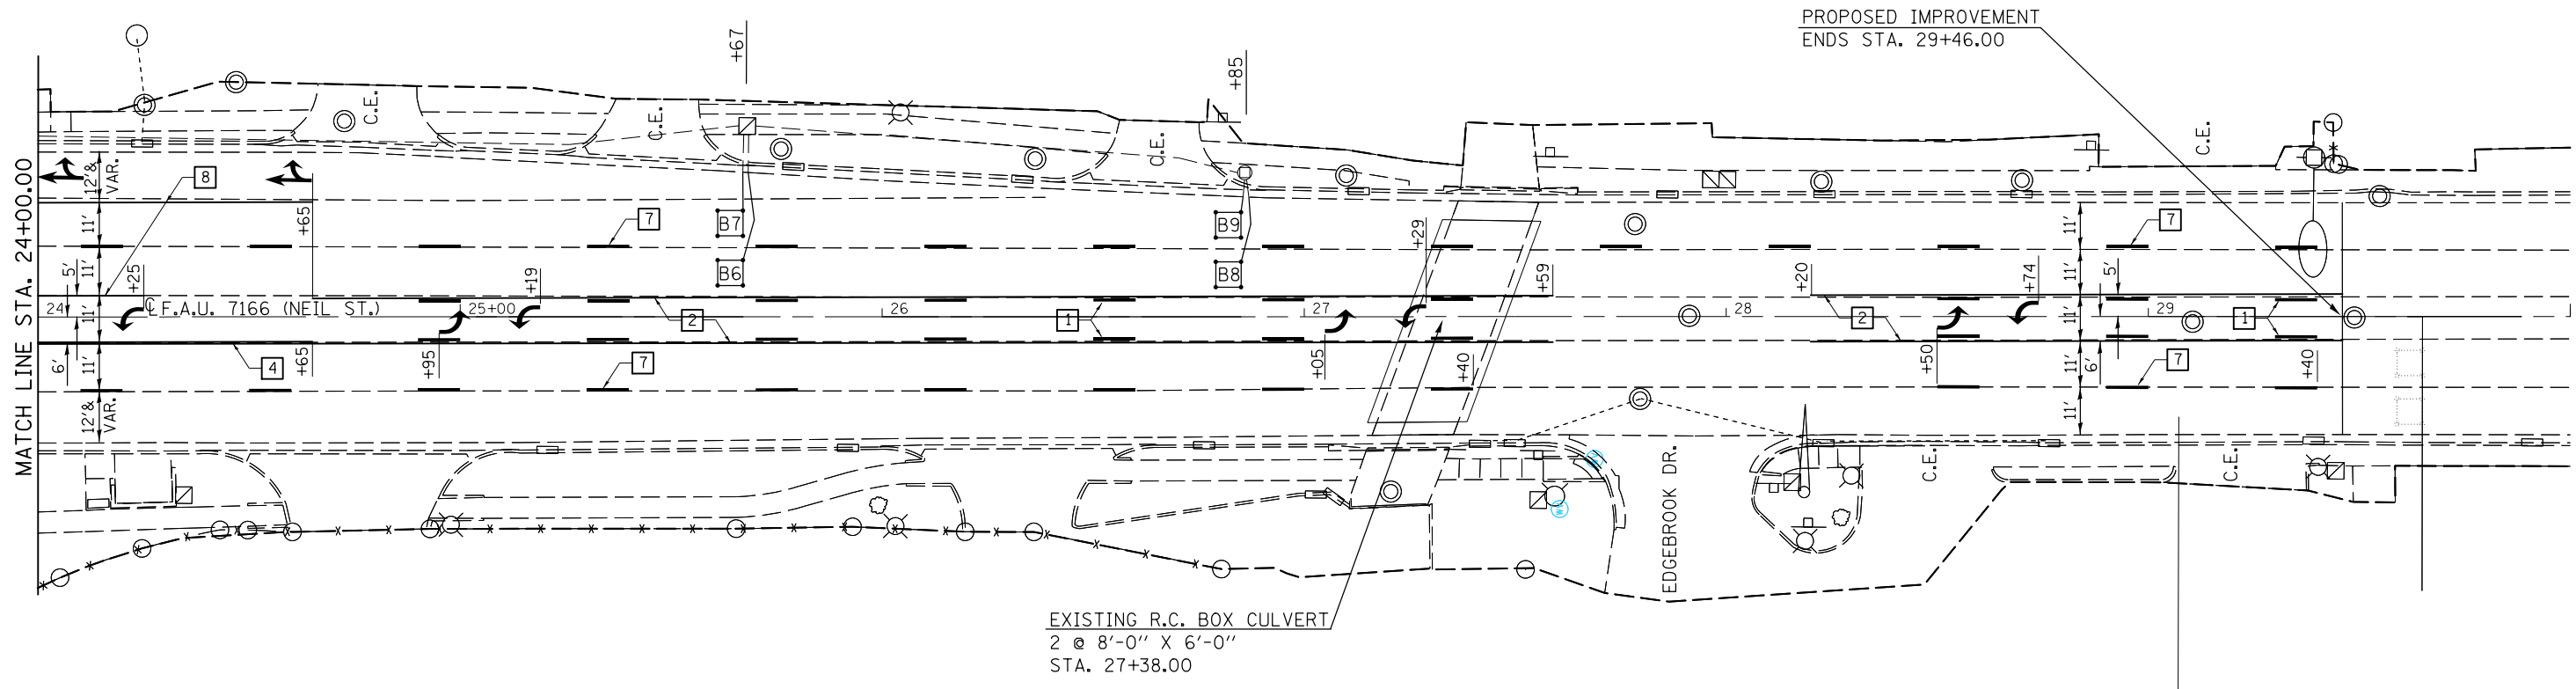 PROPOSED IMPROVEMENT
ENDS STA. 29+46.00
+67
+85
C.E.
C.E.
C.E.
C.E.
MATCH LINE STA. 24+00.00
12'&
VAR.
8
+65
11'
7
B7
B9
+29
11'
7
5'
11'
+25
+19
B6
B8
+59
+20
+74
11'
5'
24
11'
℄ F.A.U. 7166 (NEIL ST.)
25+00
2
26
1
27
28
2
29
1
6'
11'
4
+65
+95
7
+05
+40
+50
11'
6'
7
+40
12'&
VAR.
11'
EDGEBROOK DR.
C.E.
C.E.
EXISTING R.C. BOX CULVERT
2 @ 8'-0" X 6'-0"
STA. 27+38.00